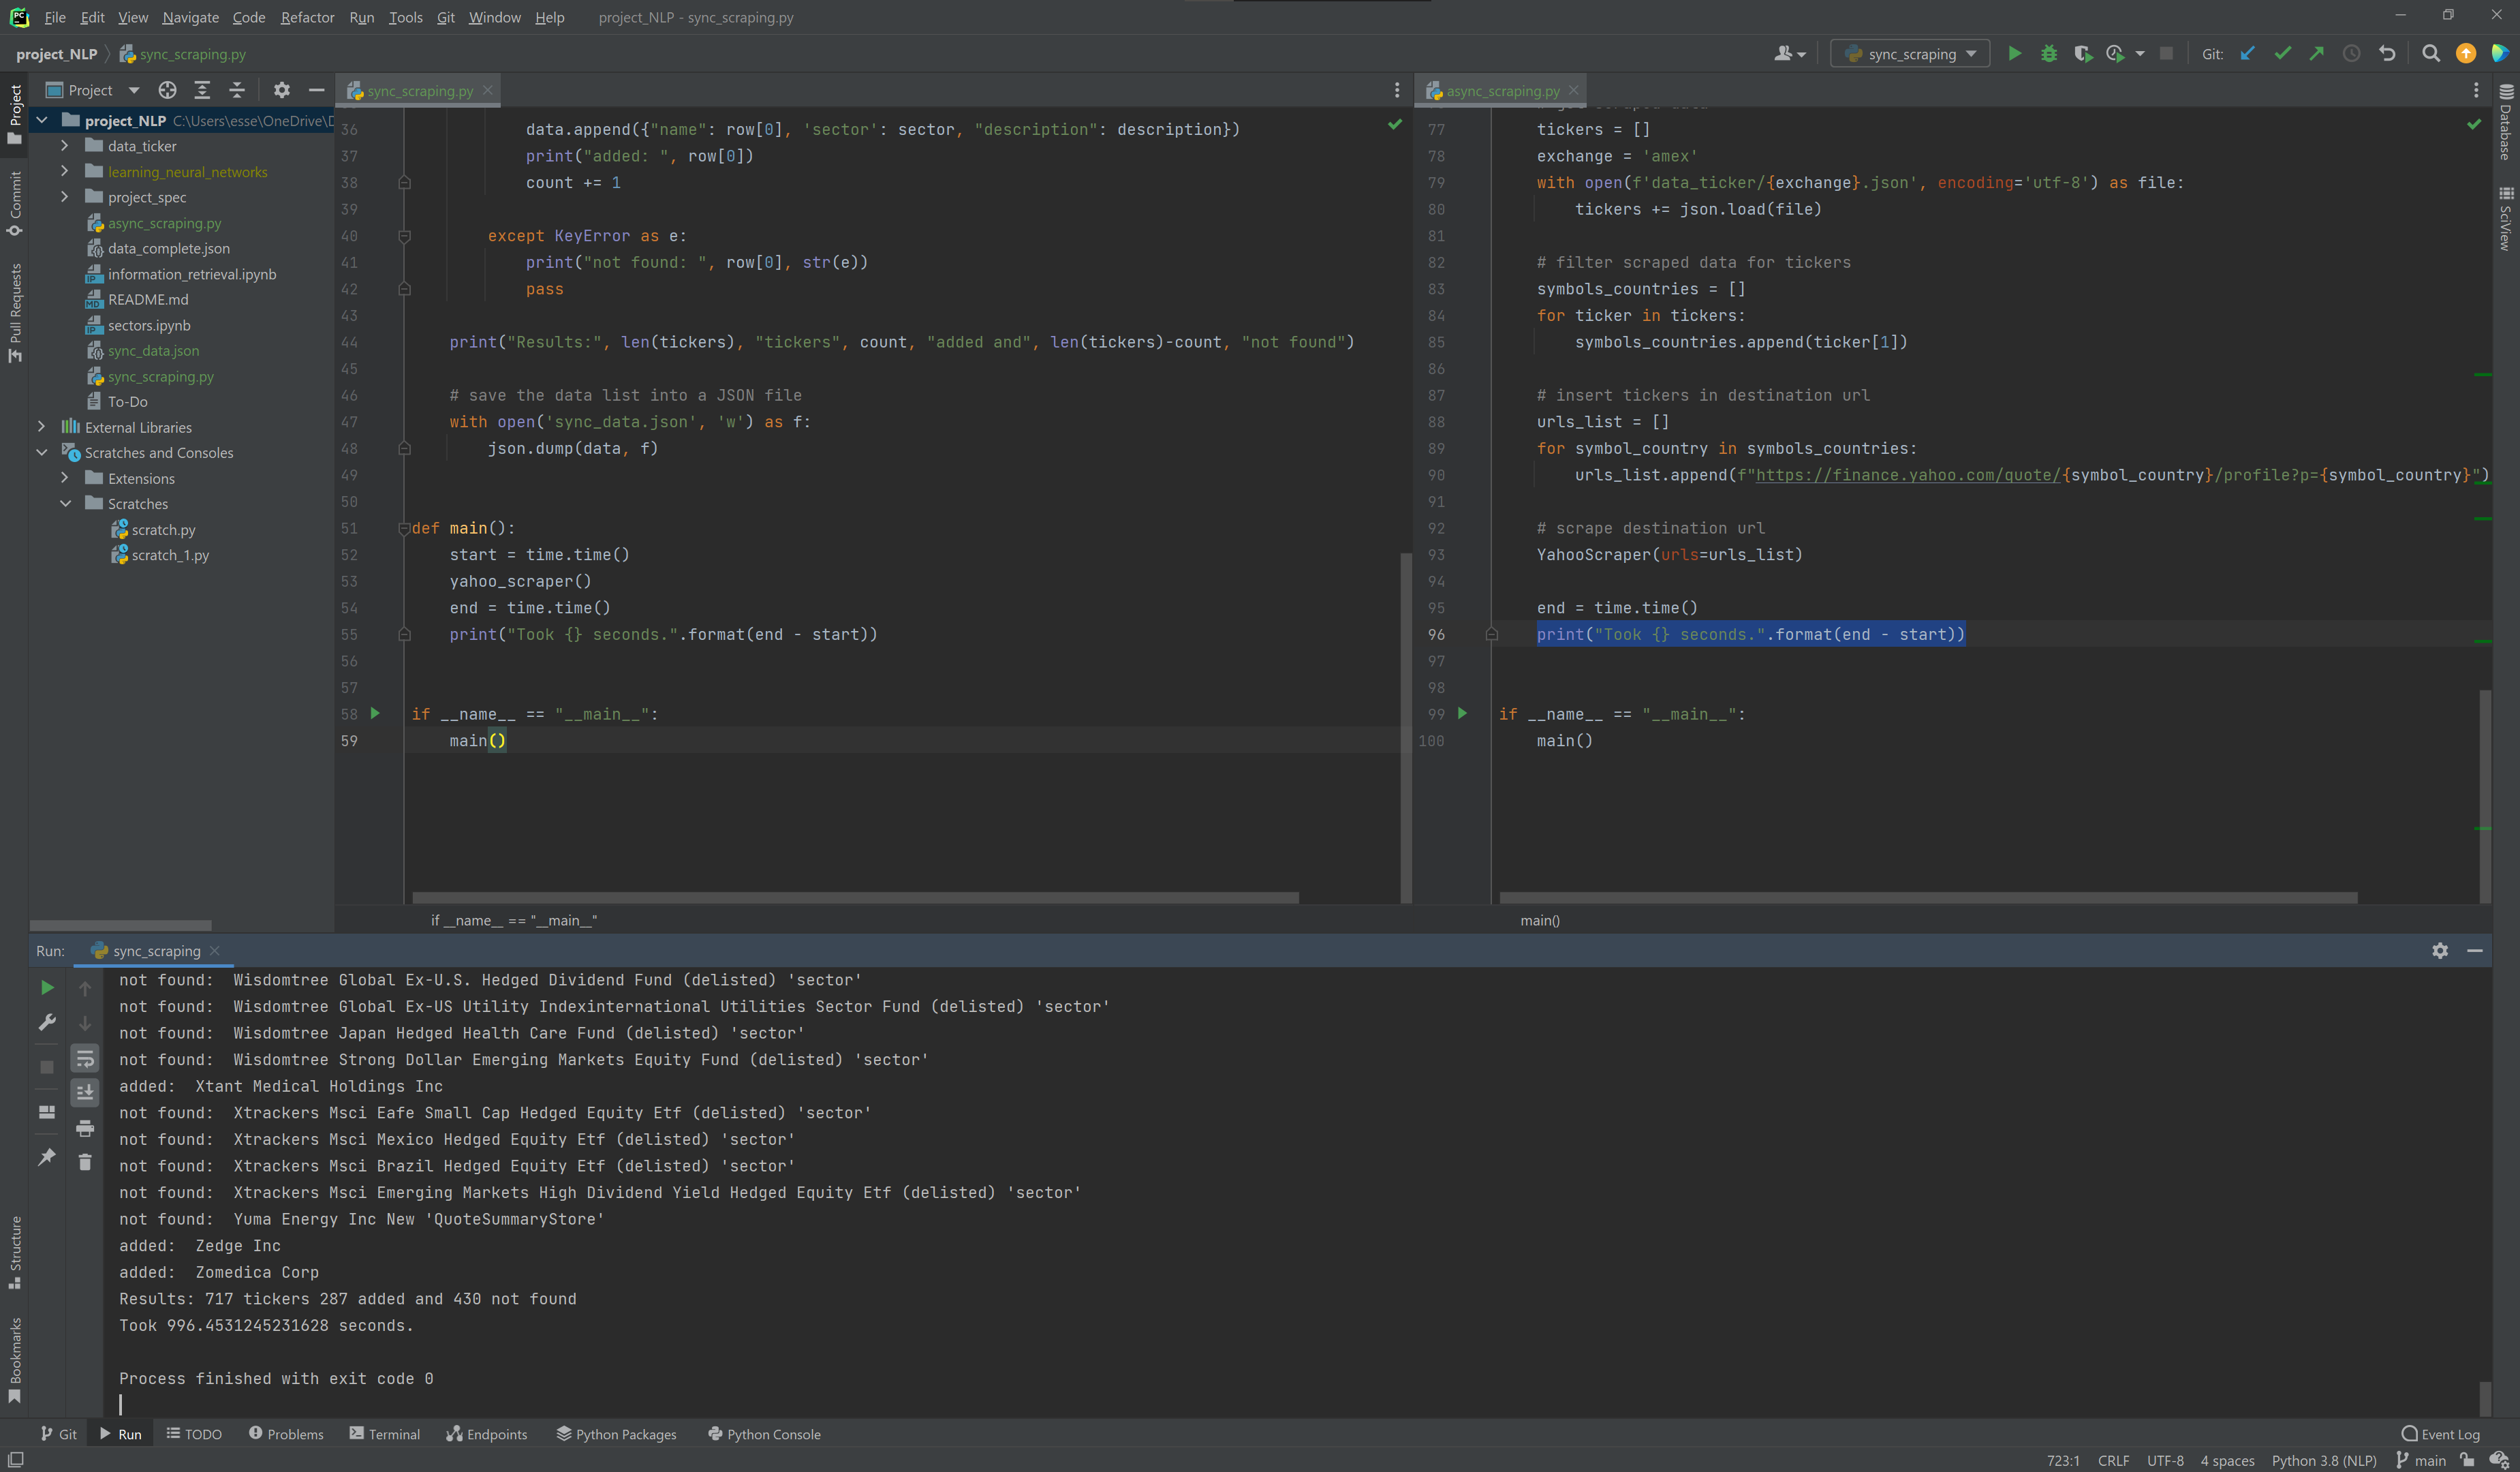 File Edit View Navigate Code Refactor Run Tools Git Window Help project_NLP - sync_scraping.py
project_NLP sync_scraping.py
sync_scraping Git:
Project
Commit
Pull Requests
Structure
Bookmarks
Project
project_NLP C:\Users\esse\OneDrive\D
data_ticker
learning_neural_networks
project_spec
async_scraping.py
data_complete.json
information_retrieval.ipynb
README.md
sectors.ipynb
sync_data.json
sync_scraping.py
To-Do
External Libraries
Scratches and Consoles
Extensions
Scratches
scratch.py
scratch_1.py
sync_scraping.py
36 data.append({"name": row[0], 'sector': sector, "description": description})
37 print("added: ", row[0])
38 count += 1
39
40 except KeyError as e:
41 print("not found: ", row[0], str(e))
42 pass
43
44 print("Results:", len(tickers), "tickers", count, "added and", len(tickers)-count, "not found")
45
46 # save the data list into a JSON file
47 with open('sync_data.json', 'w') as f:
48 json.dump(data, f)
49
50
51 def main():
52 start = time.time()
53 yahoo_scraper()
54 end = time.time()
55 print("Took {} seconds.".format(end - start))
56
57
58 if __name__ == "__main__":
59 main()
if __name__ == "__main__"
async_scraping.py
77 tickers = []
78 exchange = 'amex'
79 with open(f'data_ticker/{exchange}.json', encoding='utf-8') as file:
80 tickers += json.load(file)
81
82 # filter scraped data for tickers
83 symbols_countries = []
84 for ticker in tickers:
85 symbols_countries.append(ticker[1])
86
87 # insert tickers in destination url
88 urls_list = []
89 for symbol_country in symbols_countries:
90 urls_list.append(f"https://finance.yahoo.com/quote/{symbol_country}/profile?p={symbol_country}")
91
92 # scrape destination url
93 YahooScraper(urls=urls_list)
94
95 end = time.time()
96 print("Took {} seconds.".format(end - start))
97
98
99 if __name__ == "__main__":
100 main()
main()
Database
SciView
Run: sync_scraping
not found:  Wisdomtree Global Ex-U.S. Hedged Dividend Fund (delisted) 'sector'
not found:  Wisdomtree Global Ex-US Utility Indexinternational Utilities Sector Fund (delisted) 'sector'
not found:  Wisdomtree Japan Hedged Health Care Fund (delisted) 'sector'
not found:  Wisdomtree Strong Dollar Emerging Markets Equity Fund (delisted) 'sector'
added:  Xtant Medical Holdings Inc
not found:  Xtrackers Msci Eafe Small Cap Hedged Equity Etf (delisted) 'sector'
not found:  Xtrackers Msci Mexico Hedged Equity Etf (delisted) 'sector'
not found:  Xtrackers Msci Brazil Hedged Equity Etf (delisted) 'sector'
not found:  Xtrackers Msci Emerging Markets High Dividend Yield Hedged Equity Etf (delisted) 'sector'
not found:  Yuma Energy Inc New 'QuoteSummaryStore'
added:  Zedge Inc
added:  Zomedica Corp
Results: 717 tickers 287 added and 430 not found
Took 996.4531245231628 seconds.
Process finished with exit code 0
Git Run TODO Problems Terminal Endpoints Python Packages Python Console Event Log
723:1 CRLF UTF-8 4 spaces Python 3.8 (NLP) main